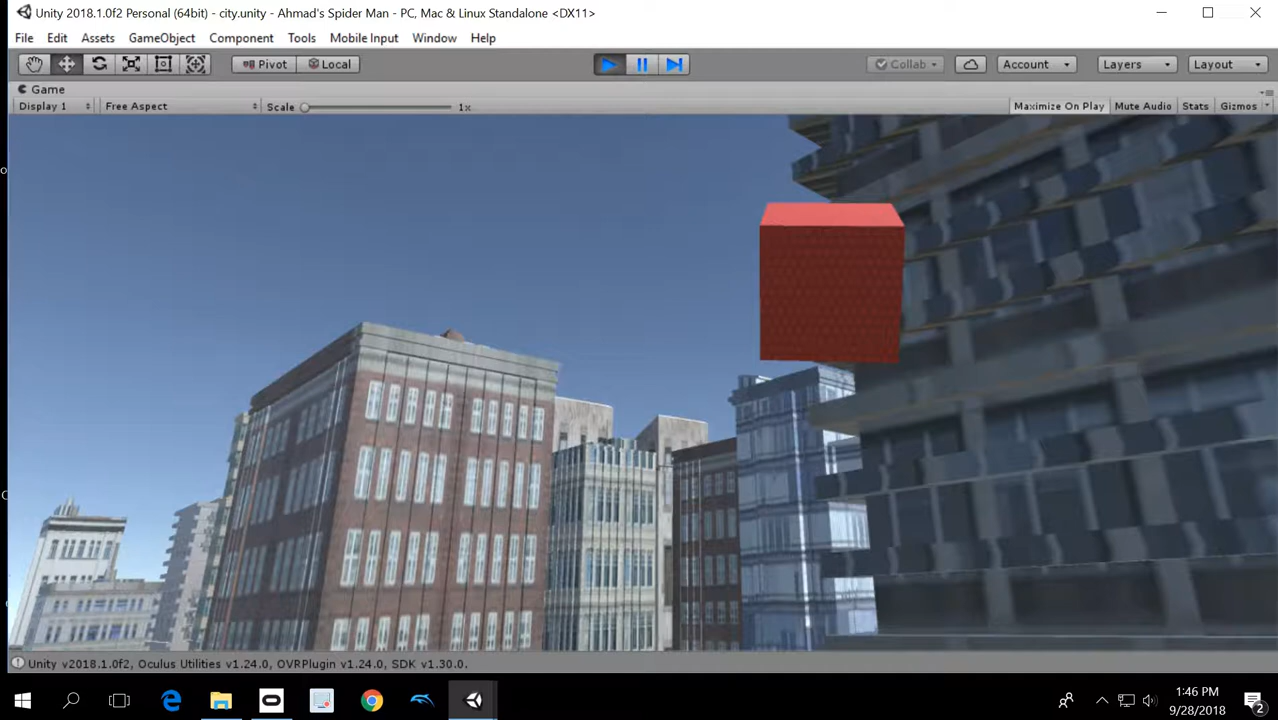 Unity 2018.1.0f2 Personal (64bit) - city.unity - Ahmad's Spider Man - PC, Mac & Linux Standalone <DX11>
File Edit Assets GameObject Component Tools Mobile Input Window Help
Pivot Local Collab Account Layers Layout
Game
Display 1 Free Aspect Scale 1x Maximize On Play Mute Audio Stats Gizmos
Unity v2018.1.0f2, Oculus Utilities v1.24.0, OVRPlugin v1.24.0, SDK v1.30.0.
1:46 PM
9/28/2018
2